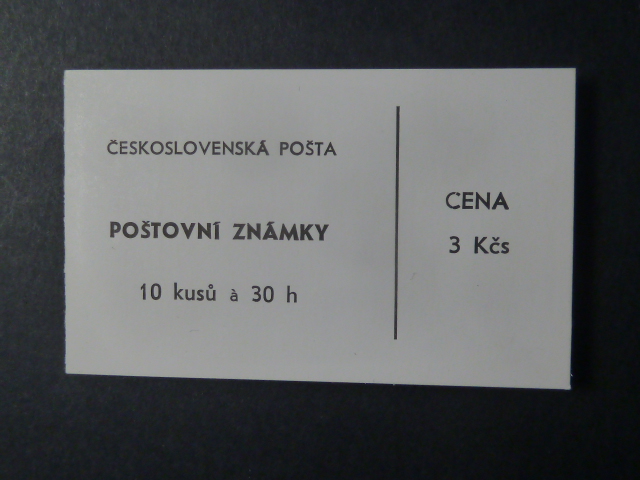 ČESKOSLOVENSKÁ POŠTA
POŠTOVNÍ ZNÁMKY
10 kusů à 30 h
CENA
3 Kčs